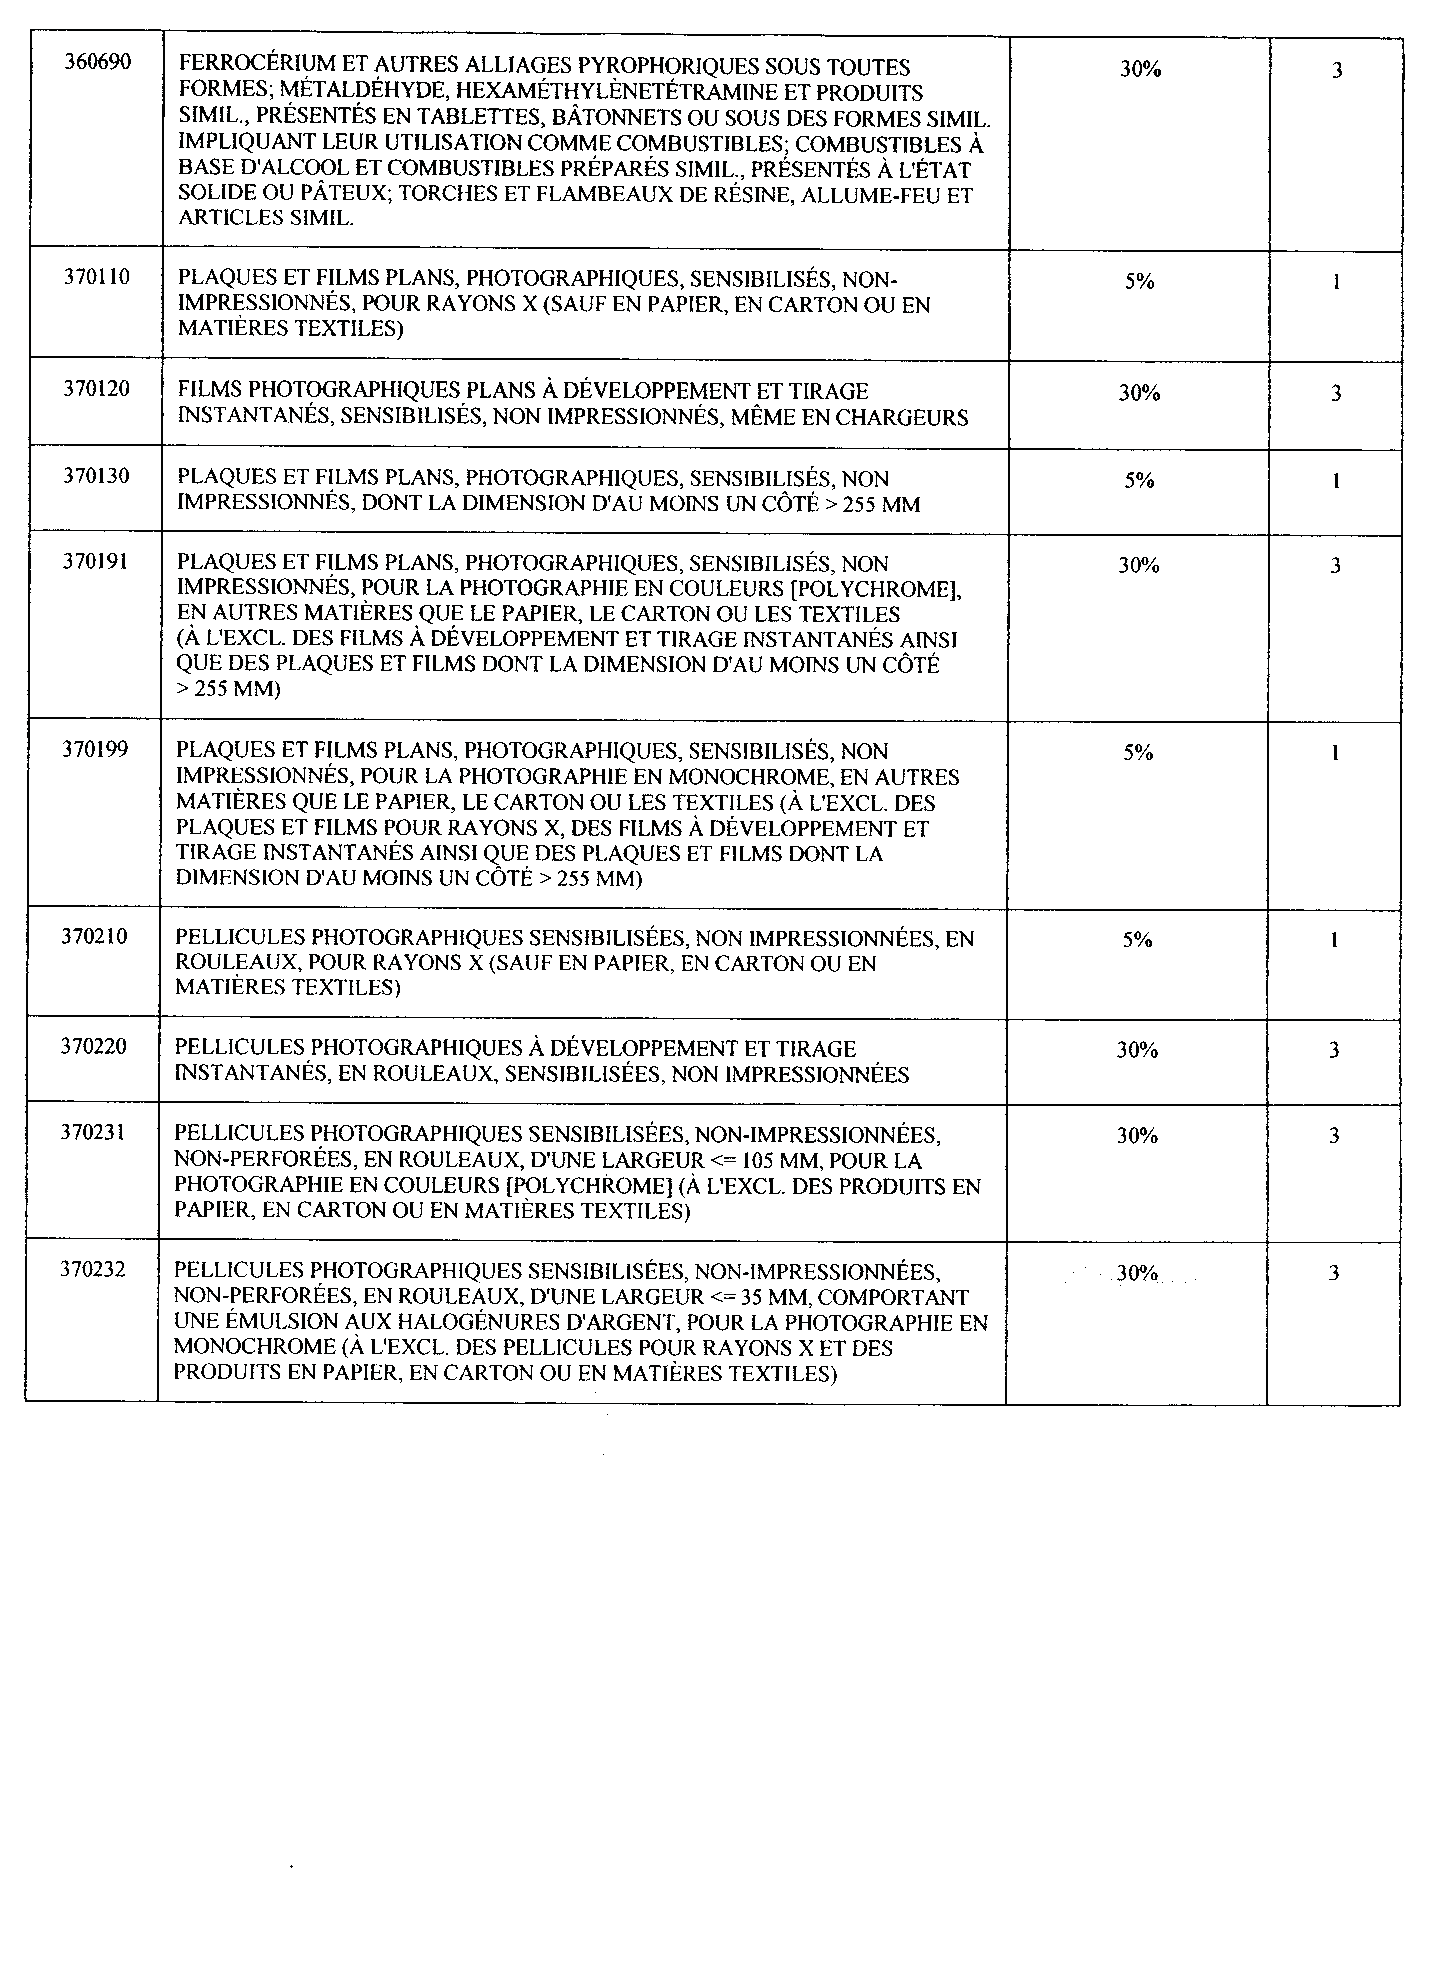 360690 FERROCÉRIUM ET AUTRES ALLIAGES PYROPHORIQUES SOUS TOUTES 30% 3
FORMES; MÉTALDÉHYDE, HEXAMÉTHYLÈNETÉTRAMINE ET PRODUITS
SIMIL., PRÉSENTÉS EN TABLETTES, BÂTONNETS OU SOUS DES FORMES SIMIL.
IMPLIQUANT LEUR UTILISATION COMME COMBUSTIBLES; COMBUSTIBLES À
BASE D'ALCOOL ET COMBUSTIBLES PRÉPARÉS SIMIL., PRÉSENTÉS À L'ÉTAT
SOLIDE OU PÂTEUX; TORCHES ET FLAMBEAUX DE RÉSINE, ALLUME-FEU ET
ARTICLES SIMIL.
370110 PLAQUES ET FILMS PLANS, PHOTOGRAPHIQUES, SENSIBILISÉS, NON- 5% 1
IMPRESSIONNÉS, POUR RAYONS X (SAUF EN PAPIER, EN CARTON OU EN
MATIÈRES TEXTILES)
370120 FILMS PHOTOGRAPHIQUES PLANS À DÉVELOPPEMENT ET TIRAGE 30% 3
INSTANTANÉS, SENSIBILISÉS, NON IMPRESSIONNÉS, MÊME EN CHARGEURS
370130 PLAQUES ET FILMS PLANS, PHOTOGRAPHIQUES, SENSIBILISÉS, NON 5% 1
IMPRESSIONNÉS, DONT LA DIMENSION D'AU MOINS UN CÔTÉ > 255 MM
370191 PLAQUES ET FILMS PLANS, PHOTOGRAPHIQUES, SENSIBILISÉS, NON 30% 3
IMPRESSIONNÉS, POUR LA PHOTOGRAPHIE EN COULEURS [POLYCHROME],
EN AUTRES MATIÈRES QUE LE PAPIER, LE CARTON OU LES TEXTILES
(À L'EXCL. DES FILMS À DÉVELOPPEMENT ET TIRAGE INSTANTANÉS AINSI
QUE DES PLAQUES ET FILMS DONT LA DIMENSION D'AU MOINS UN CÔTÉ
> 255 MM)
370199 PLAQUES ET FILMS PLANS, PHOTOGRAPHIQUES, SENSIBILISÉS, NON 5% 1
IMPRESSIONNÉS, POUR LA PHOTOGRAPHIE EN MONOCHROME, EN AUTRES
MATIÈRES QUE LE PAPIER, LE CARTON OU LES TEXTILES (À L'EXCL. DES
PLAQUES ET FILMS POUR RAYONS X, DES FILMS À DÉVELOPPEMENT ET
TIRAGE INSTANTANÉS AINSI QUE DES PLAQUES ET FILMS DONT LA
DIMENSION D'AU MOINS UN CÔTÉ > 255 MM)
370210 PELLICULES PHOTOGRAPHIQUES SENSIBILISÉES, NON IMPRESSIONNÉES, EN 5% 1
ROULEAUX, POUR RAYONS X (SAUF EN PAPIER, EN CARTON OU EN
MATIÈRES TEXTILES)
370220 PELLICULES PHOTOGRAPHIQUES À DÉVELOPPEMENT ET TIRAGE 30% 3
INSTANTANÉS, EN ROULEAUX, SENSIBILISÉES, NON IMPRESSIONNÉES
370231 PELLICULES PHOTOGRAPHIQUES SENSIBILISÉES, NON-IMPRESSIONNÉES, 30% 3
NON-PERFORÉES, EN ROULEAUX, D'UNE LARGEUR <= 105 MM, POUR LA
PHOTOGRAPHIE EN COULEURS [POLYCHROME] (À L'EXCL. DES PRODUITS EN
PAPIER, EN CARTON OU EN MATIÈRES TEXTILES)
370232 PELLICULES PHOTOGRAPHIQUES SENSIBILISÉES, NON-IMPRESSIONNÉES, 30% 3
NON-PERFORÉES, EN ROULEAUX, D'UNE LARGEUR <= 35 MM, COMPORTANT
UNE ÉMULSION AUX HALOGÉNURES D'ARGENT, POUR LA PHOTOGRAPHIE EN
MONOCHROME (À L'EXCL. DES PELLICULES POUR RAYONS X ET DES
PRODUITS EN PAPIER, EN CARTON OU EN MATIÈRES TEXTILES)